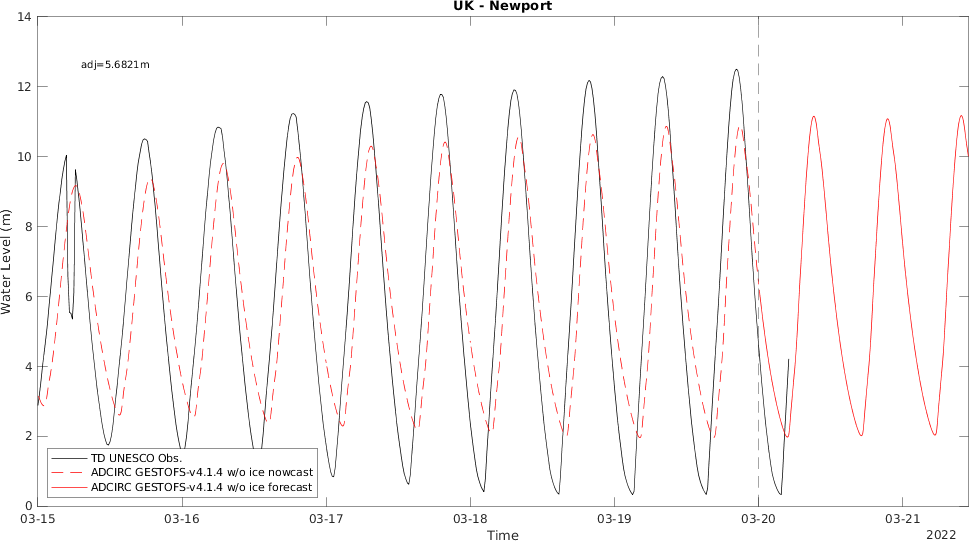 UK - Newport
14
12
10
8
6
4
2
0
Water Level (m)
adj=5.6821m
TD UNESCO Obs.
ADCIRC GESTOFS-v4.1.4 w/o ice nowcast
ADCIRC GESTOFS-v4.1.4 w/o ice forecast
03-15 03-16 03-17 03-18 03-19 03-20 03-21
Time
2022